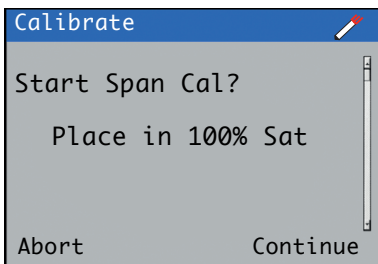 Calibrate
Start Span Cal?
Place in 100% Sat
Abort Continue